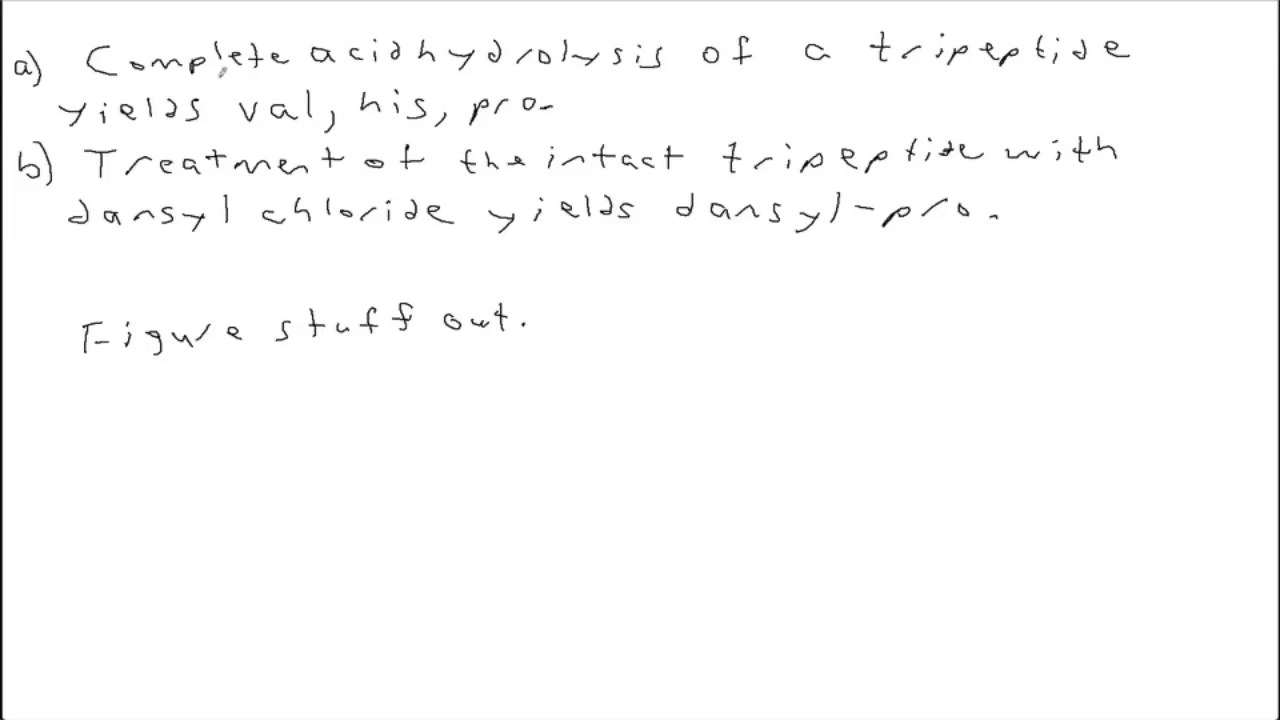 a) Complete acid hydrolysis of a tripeptide
yields val, his, pro.
b) Treatment of the intact tripeptide with
dansyl chloride yields dansyl-pro.
Figure stuff out.